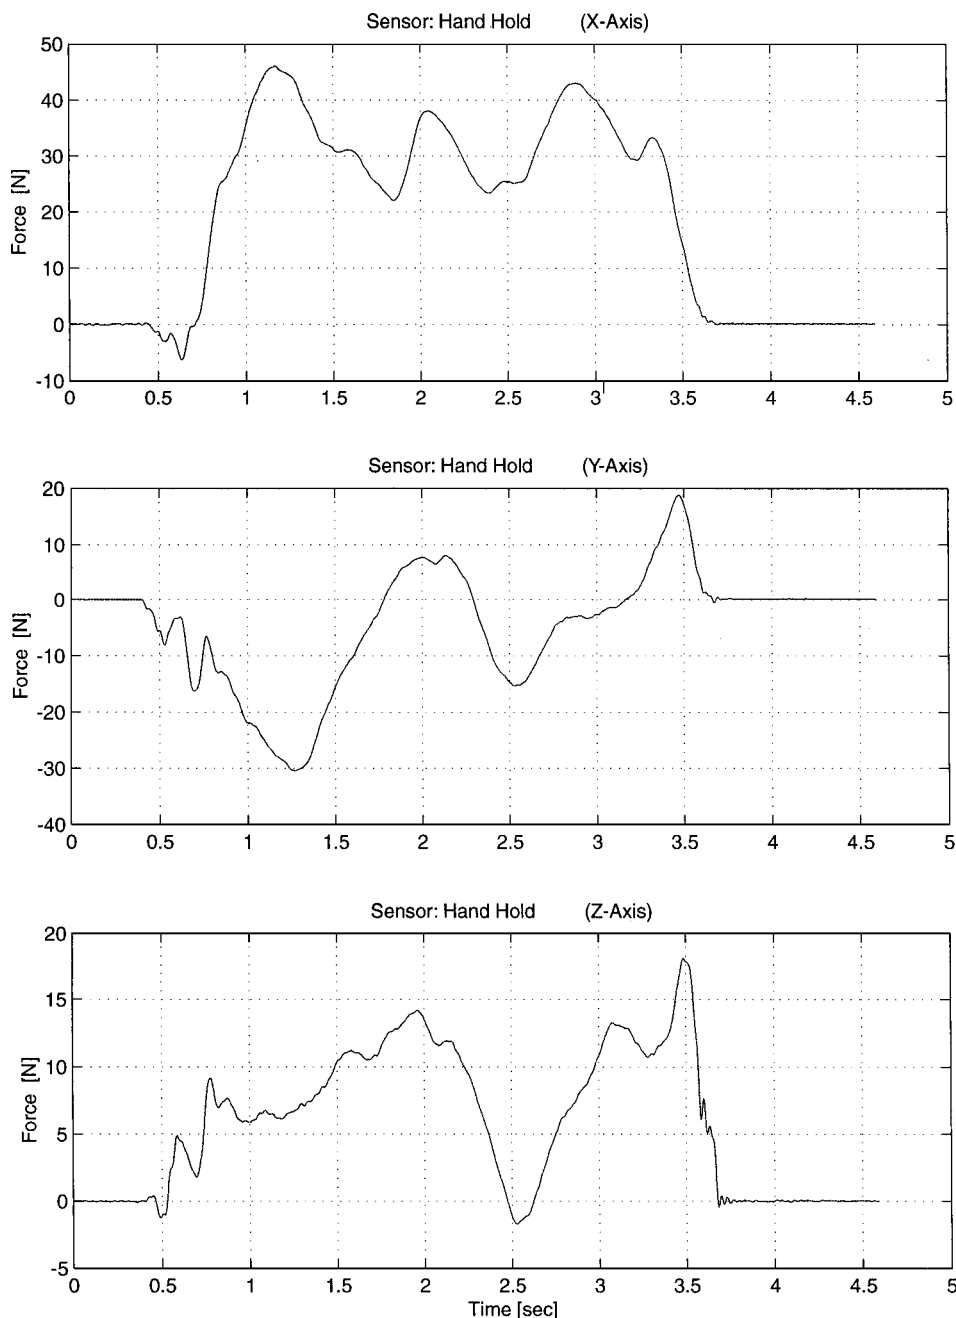 Sensor: Hand Hold (X-Axis)
50
40
30
20
10
0
-10
Force [N]
0 0.5 1 1.5 2 2.5 3 3.5 4 4.5 5
Sensor: Hand Hold (Y-Axis)
20
10
0
-10
-20
-30
-40
Force [N]
0 0.5 1 1.5 2 2.5 3 3.5 4 4.5 5
Sensor: Hand Hold (Z-Axis)
20
15
10
5
0
-5
Force [N]
0 0.5 1 1.5 2 2.5 3 3.5 4 4.5 5
Time [sec]